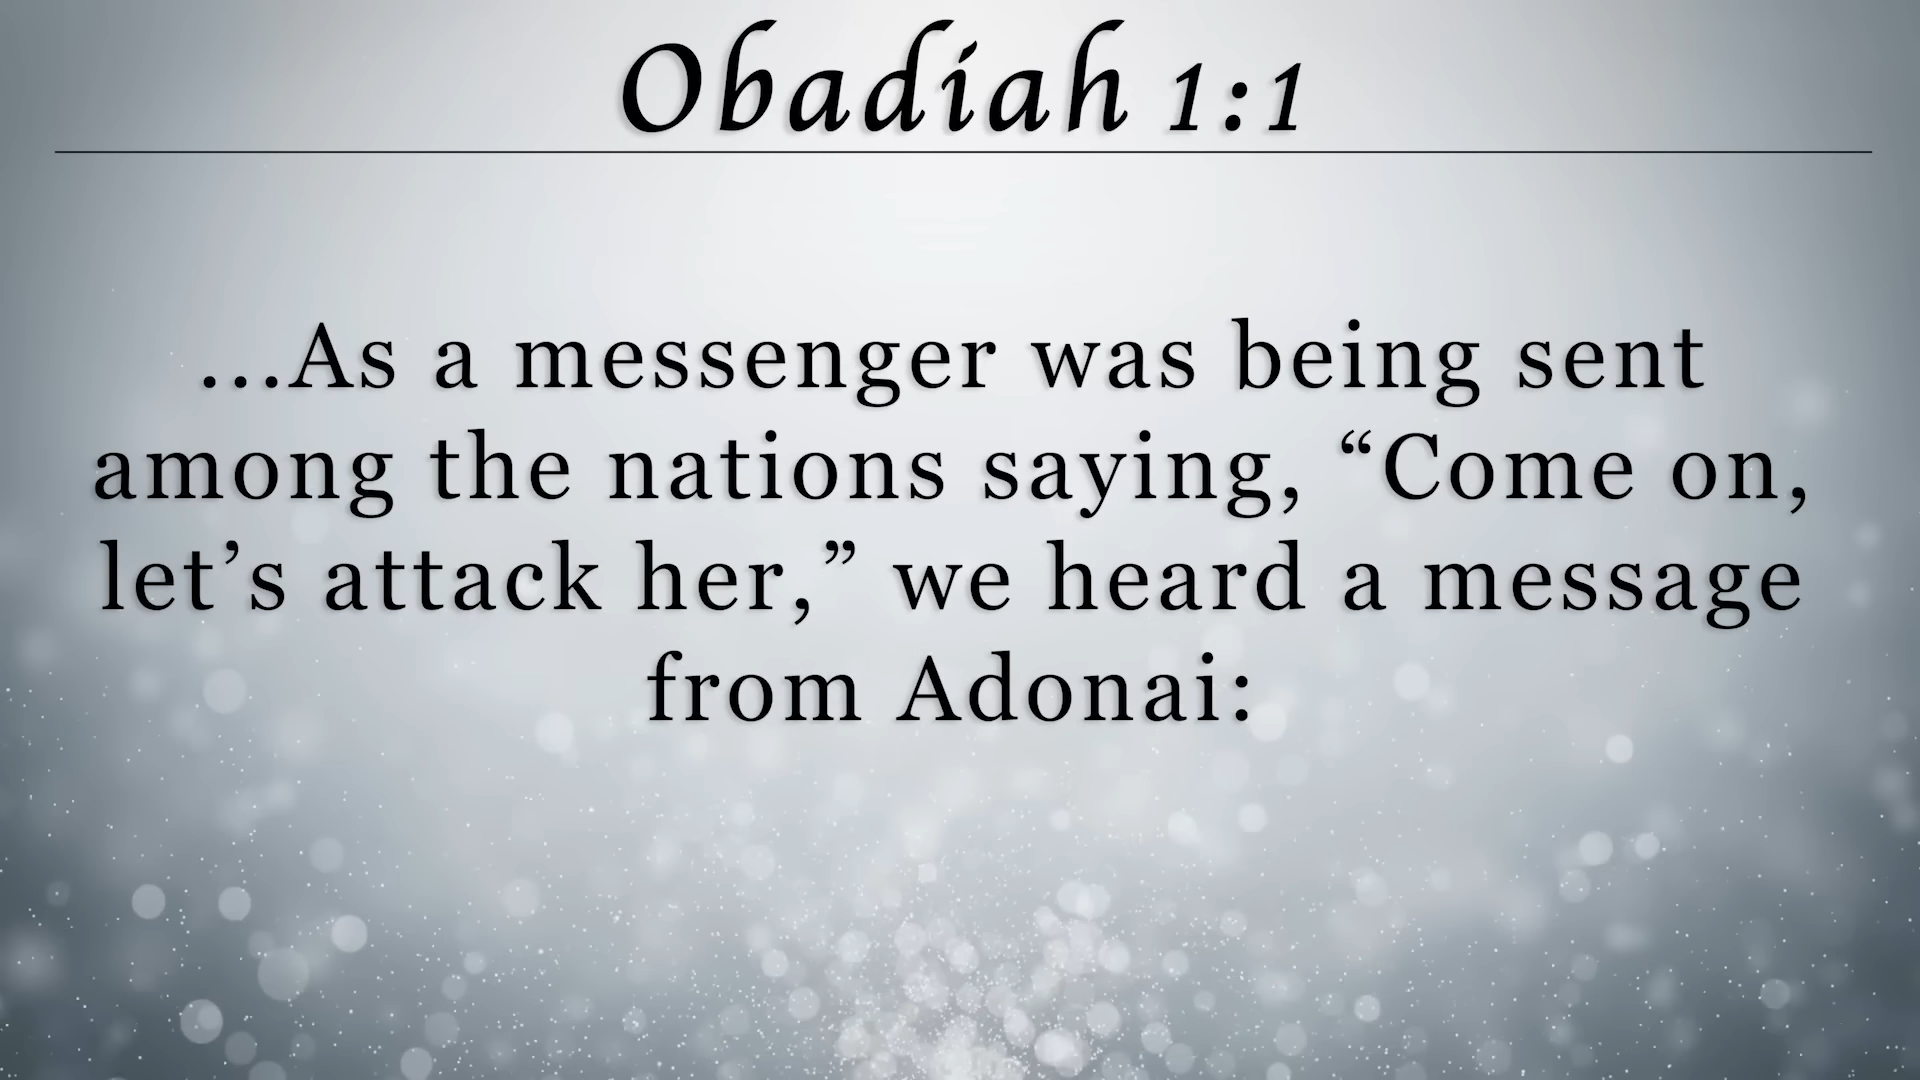 Obadiah 1:1
...As a messenger was being sent
among the nations saying, “Come on,
let’s attack her,” we heard a message
from Adonai: